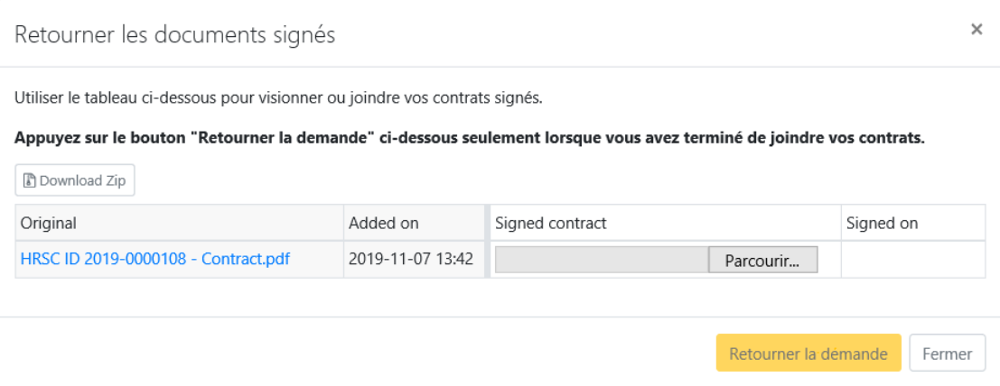 Retourner les documents signés ×
Utiliser le tableau ci-dessous pour visionner ou joindre vos contrats signés.
Appuyez sur le bouton "Retourner la demande" ci-dessous seulement lorsque vous avez terminé de joindre vos contrats.
Download Zip
Original Added on Signed contract Signed on
HRSC ID 2019-0000108 - Contract.pdf 2019-11-07 13:42 Parcourir...
Retourner la demande Fermer